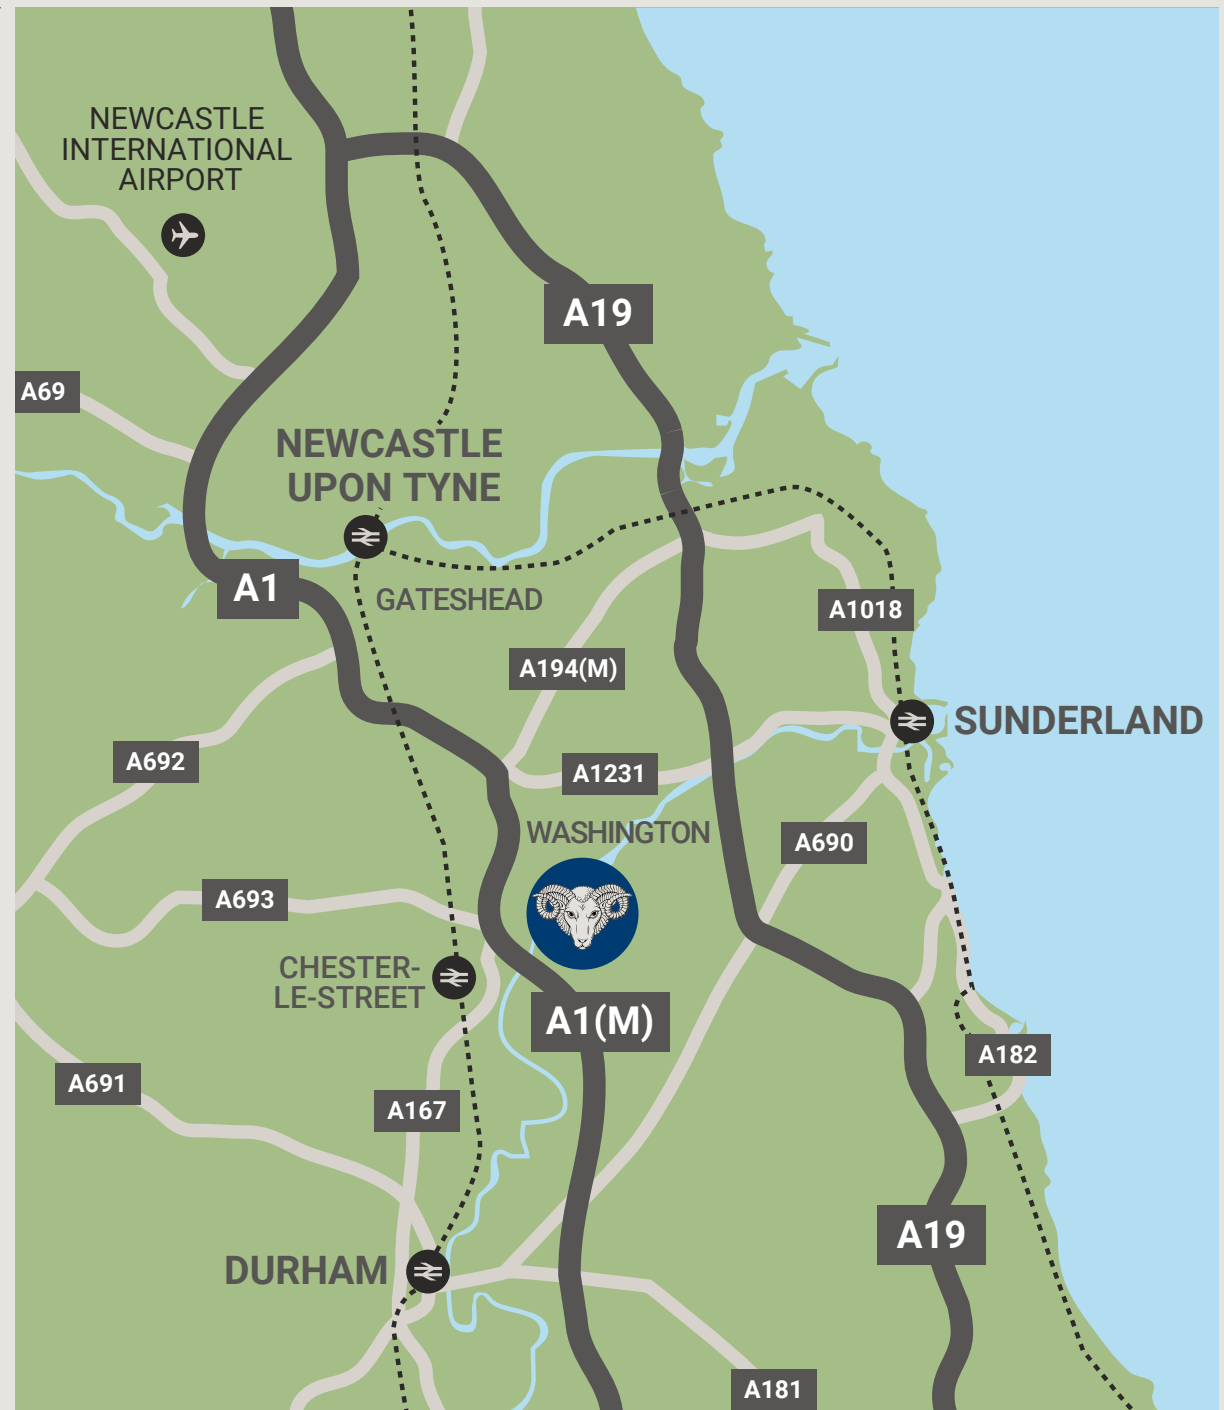 NEWCASTLE
INTERNATIONAL
AIRPORT
A19
A69
NEWCASTLE
UPON TYNE
A1
GATESHEAD
A1018
A194(M)
SUNDERLAND
A692
A1231
WASHINGTON
A690
A693
CHESTER-
LE-STREET
A1(M)
A182
A691
A167
A19
DURHAM
A181